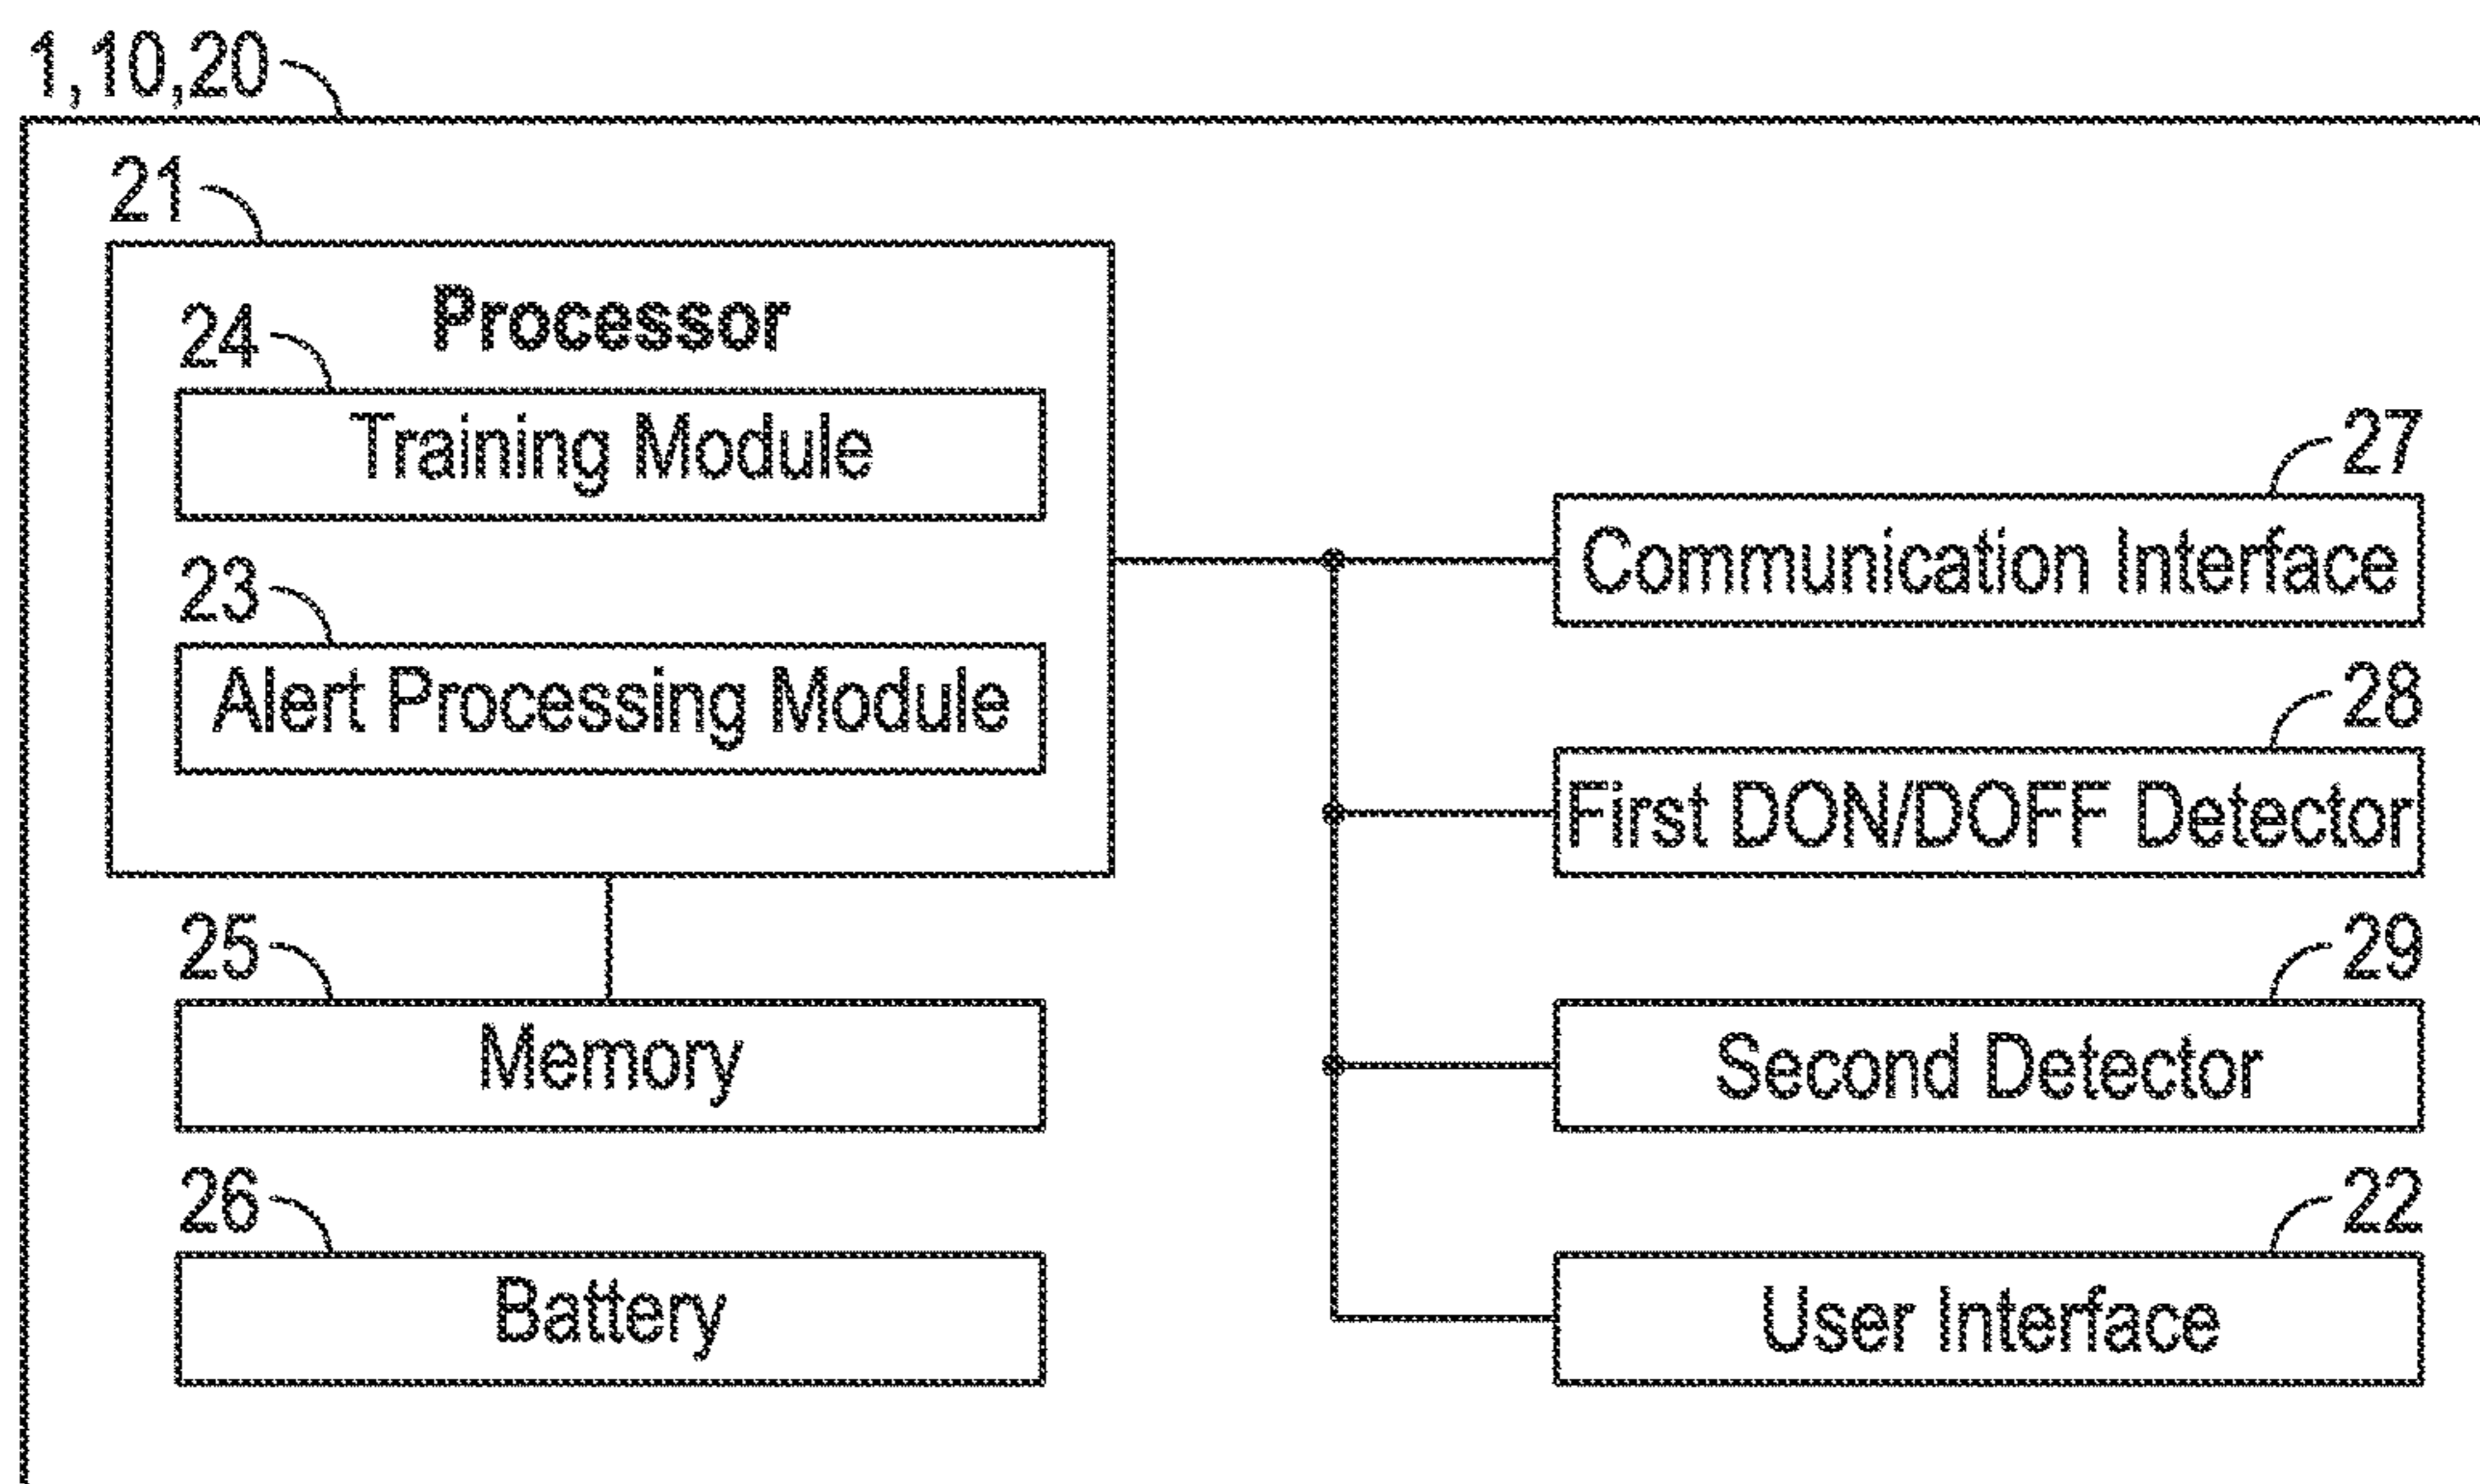 1,10,20
21
Processor
24
Training Module
23
Alert Processing Module
25
Memory
26
Battery
27
Communication Interface
28
First DON/DOFF Detector
29
Second Detector
22
User Interface